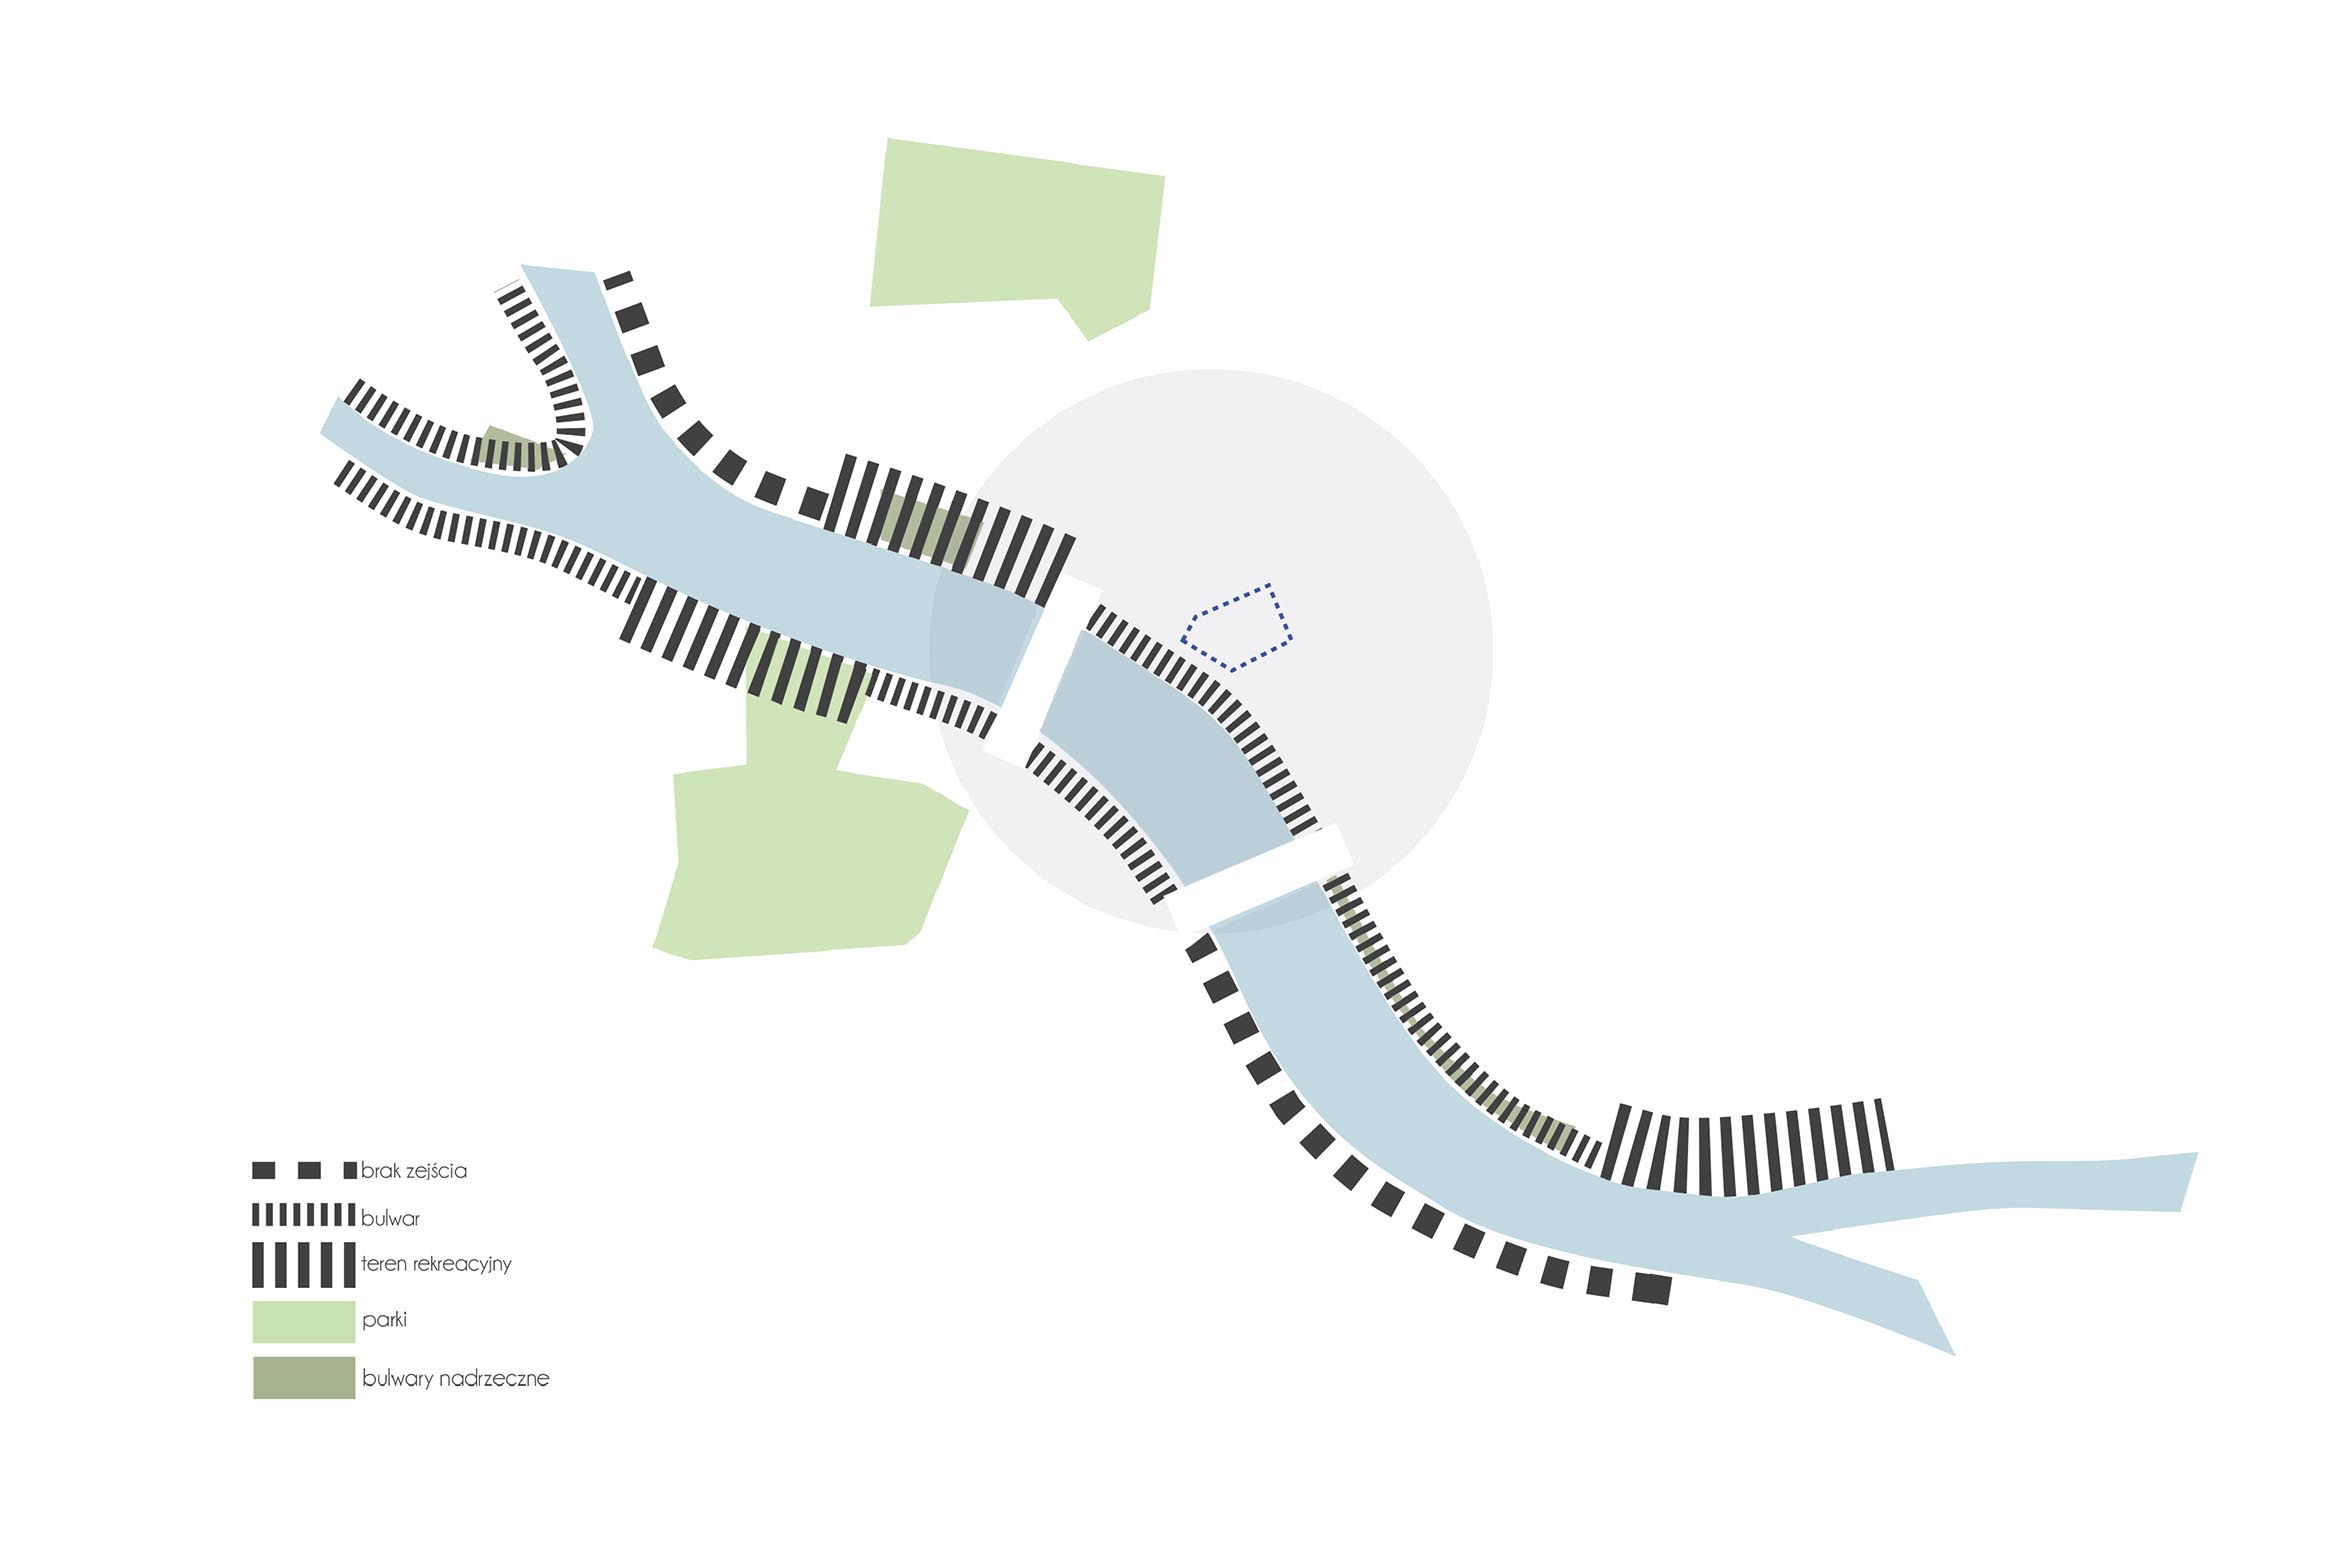 brak zejścia
bulwar
teren rekreacyjny
parki
bulwary nadrzeczne